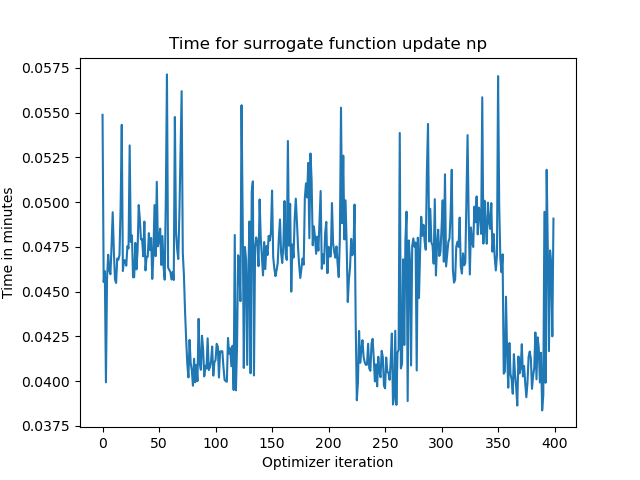 Time for surrogate function update np
Time in minutes
0.0575
0.0550
0.0525
0.0500
0.0475
0.0450
0.0425
0.0400
0.0375
0 50 100 150 200 250 300 350 400
Optimizer iteration